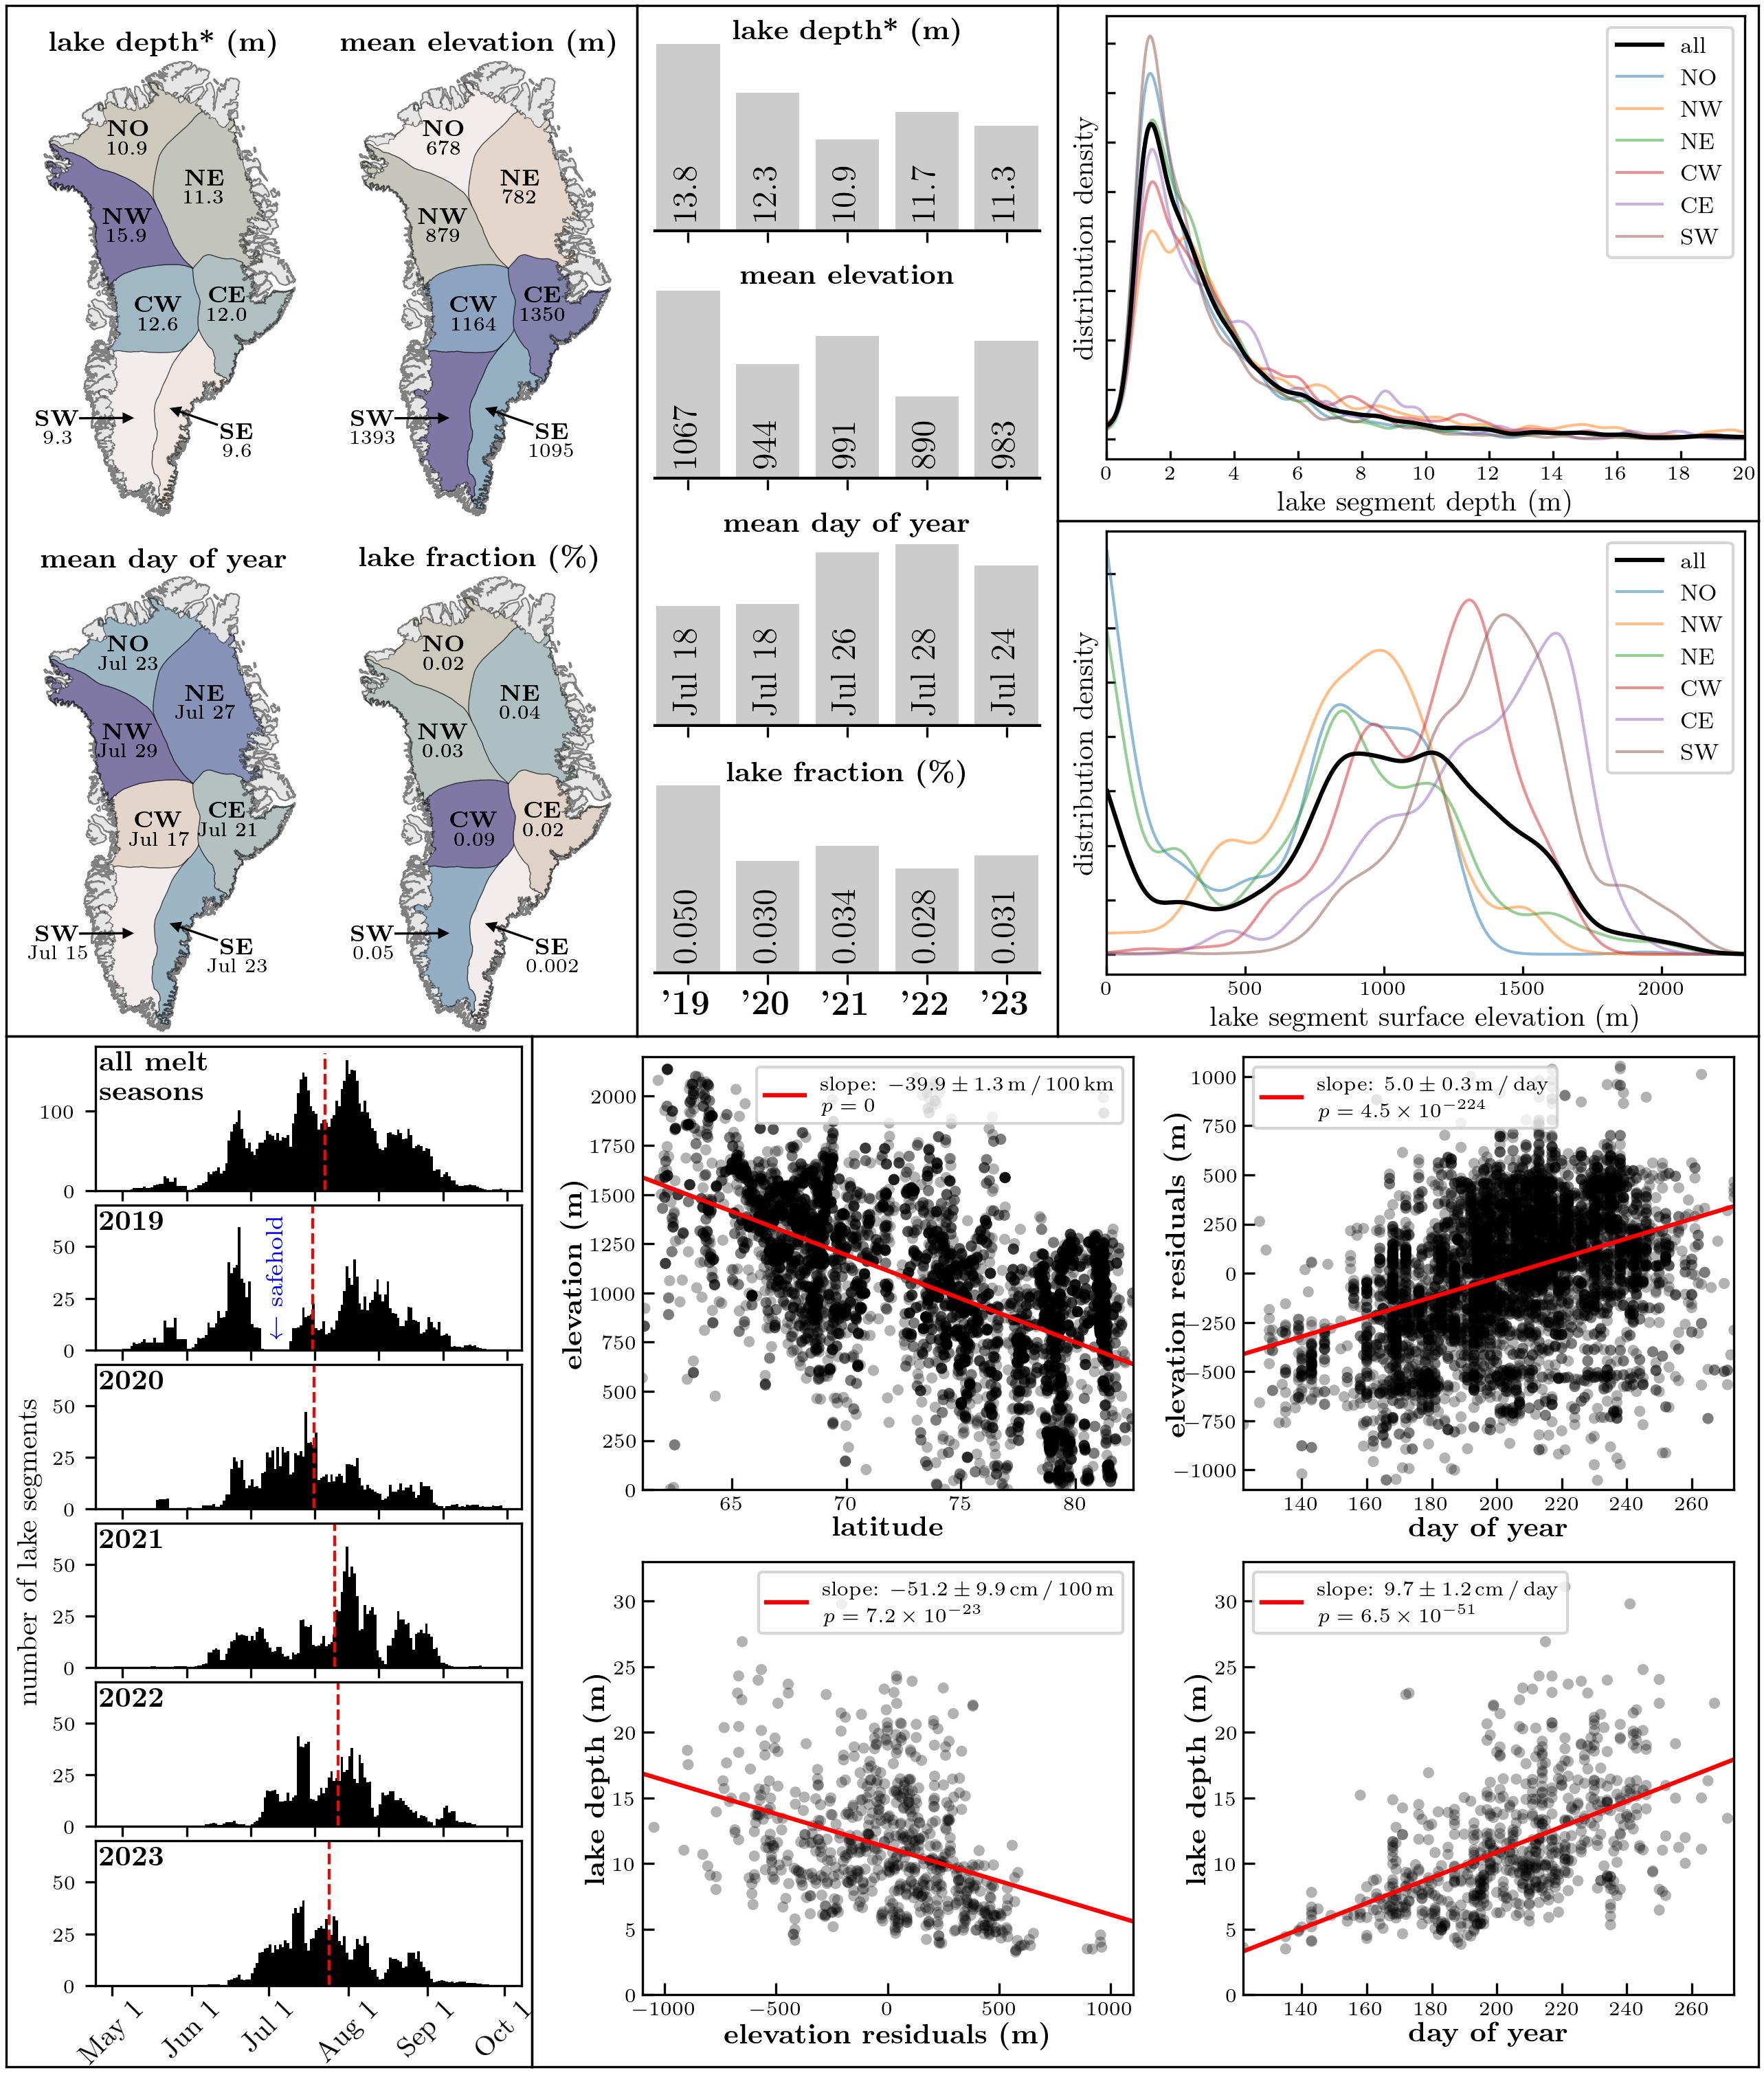 lake depth* (m)
NO
10.9
NE
11.3
NW
15.9
CW
12.6
CE
12.0
SW
9.3
SE
9.6
mean elevation (m)
NO
678
NE
782
NW
879
CW
1164
CE
1350
SW
1393
SE
1095
mean day of year
NO
Jul 23
NE
Jul 27
NW
Jul 29
CW
Jul 17
CE
Jul 21
SW
Jul 15
SE
Jul 23
lake fraction (%)
NO
0.02
NE
0.04
NW
0.03
CW
0.09
CE
0.02
SW
0.05
SE
0.002
lake depth* (m)
13.8 12.3 10.9 11.7 11.3
mean elevation
1067 944 991 890 983
mean day of year
Jul 18 Jul 18 Jul 26 Jul 28 Jul 24
lake fraction (%)
0.050 0.030 0.034 0.028 0.031
’19 ’20 ’21 ’22 ’23
distribution density
all
NO
NW
NE
CW
CE
SW
0 2 4 6 8 10 12 14 16 18 20
lake segment depth (m)
distribution density
all
NO
NW
NE
CW
CE
SW
0 500 1000 1500 2000
lake segment surface elevation (m)
number of lake segments
all melt
seasons
100
0
2019
← safehold
50
25
0
2020
50
25
0
2021
50
25
0
2022
50
25
0
2023
50
25
0
May 1 Jun 1 Jul 1 Aug 1 Sep 1 Oct 1
elevation (m)
slope: −39.9 ± 1.3 m / 100 km
p = 0
2000
1750
1500
1250
1000
750
500
250
0
65 70 75 80
latitude
elevation residuals (m)
slope: 5.0 ± 0.3 m / day
p = 4.5 × 10⁻²²⁴
1000
750
500
250
0
−250
−500
−750
−1000
140 160 180 200 220 240 260
day of year
lake depth (m)
slope: −51.2 ± 9.9 cm / 100 m
p = 7.2 × 10⁻²³
30
25
20
15
10
5
0
−1000 −500 0 500 1000
elevation residuals (m)
lake depth (m)
slope: 9.7 ± 1.2 cm / day
p = 6.5 × 10⁻⁵¹
30
25
20
15
10
5
0
140 160 180 200 220 240 260
day of year